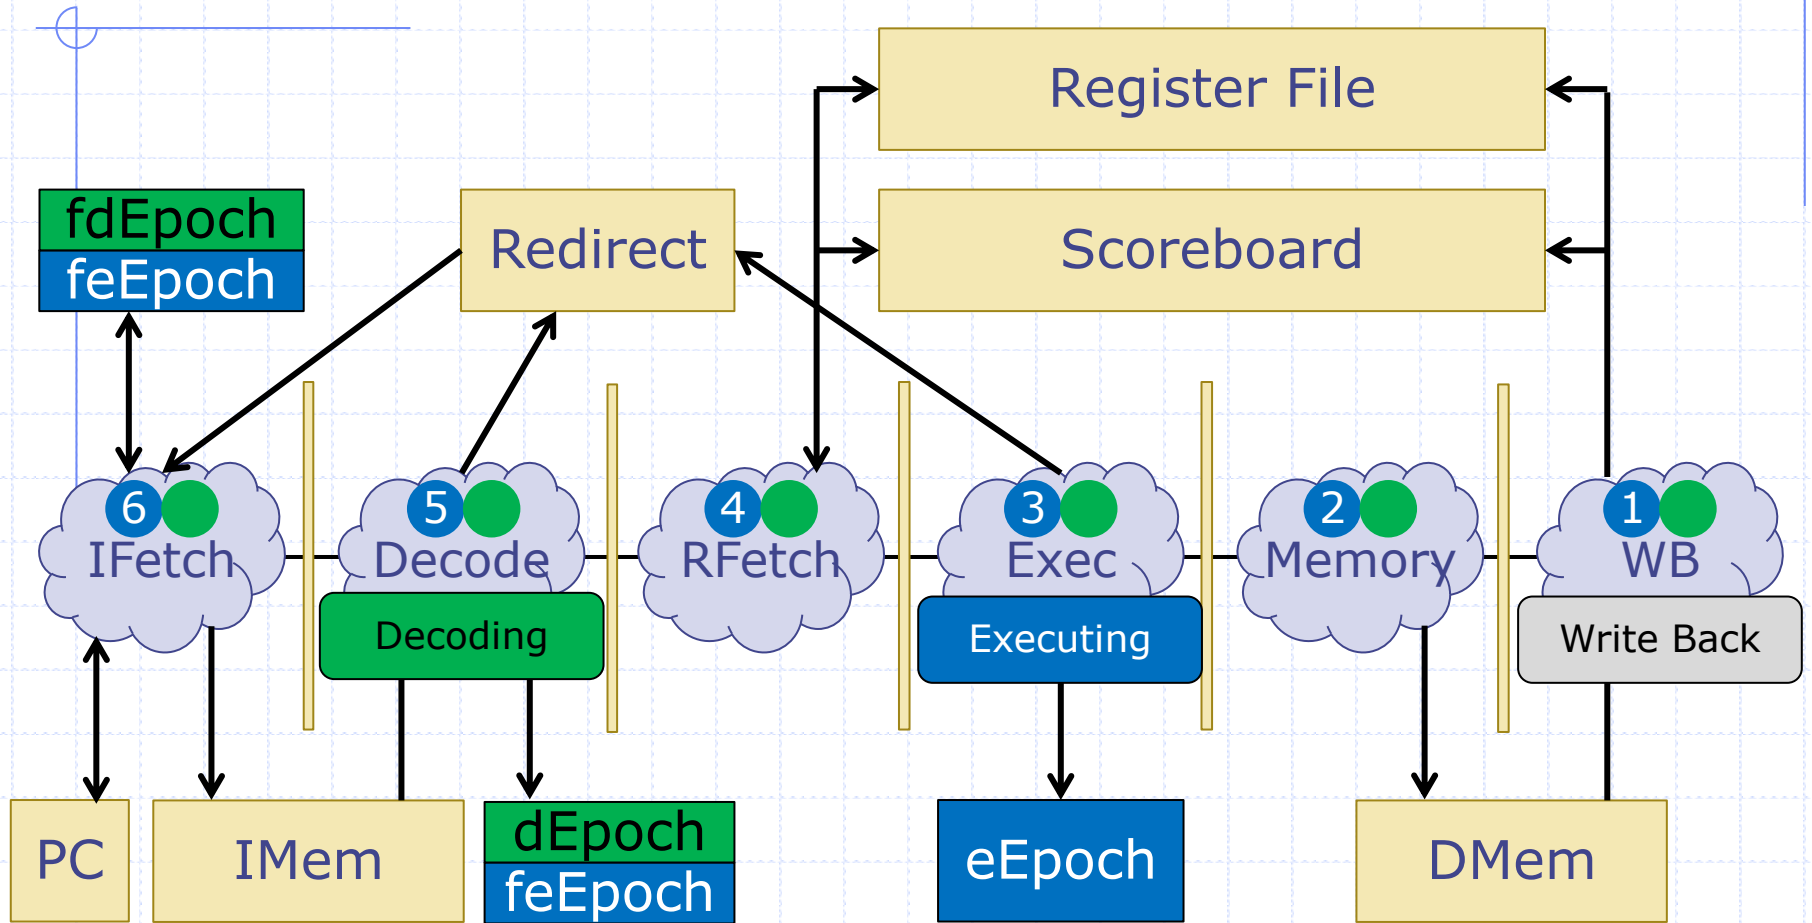 Register File
fdEpoch
feEpoch
Redirect
Scoreboard
6
5
4
3
2
1
IFetch
Decode
RFetch
Exec
Memory
WB
Decoding
Executing
Write Back
PC
IMem
dEpoch
feEpoch
eEpoch
DMem